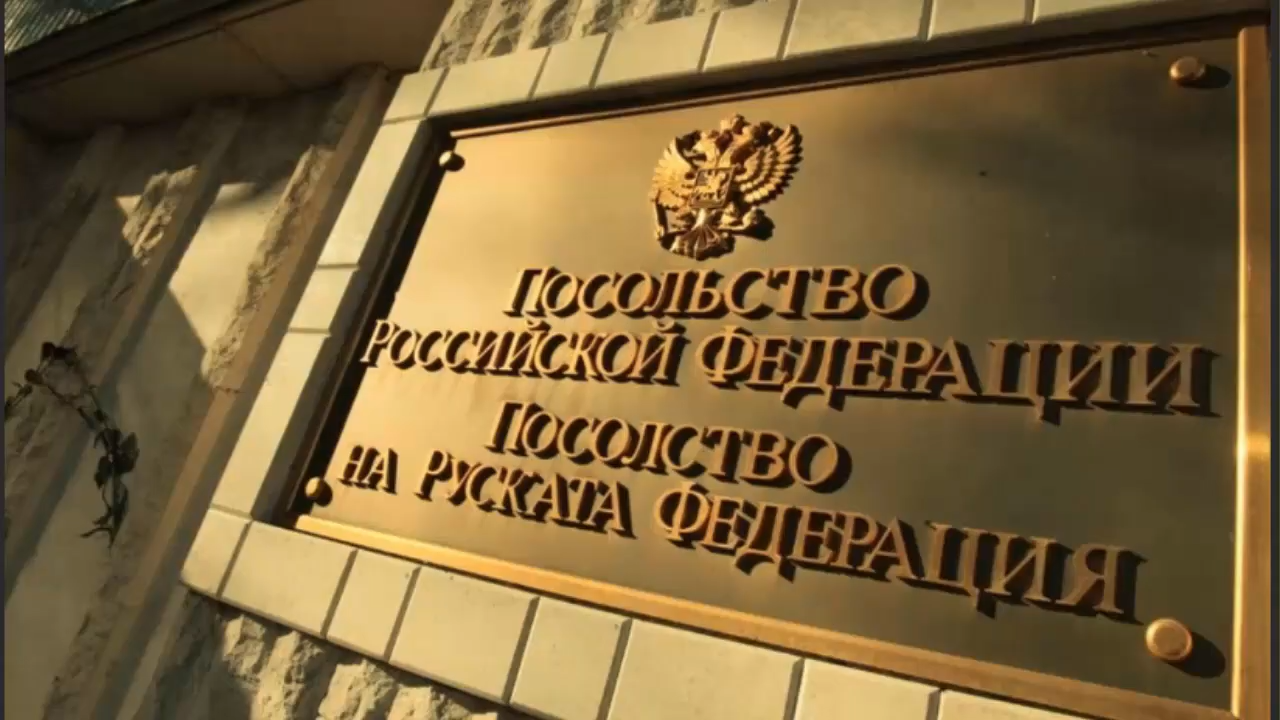 Посольство
Российской Федерации
Посолство
на Руската Федерация